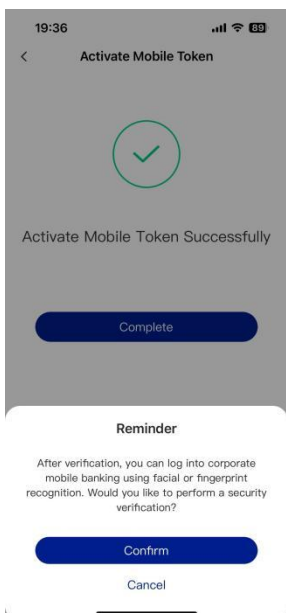 19:36
89
Activate Mobile Token
Activate Mobile Token Successfully
Complete
Reminder
After verification, you can log into corporate
mobile banking using facial or fingerprint
recognition. Would you like to perform a security
verification?
Confirm
Cancel